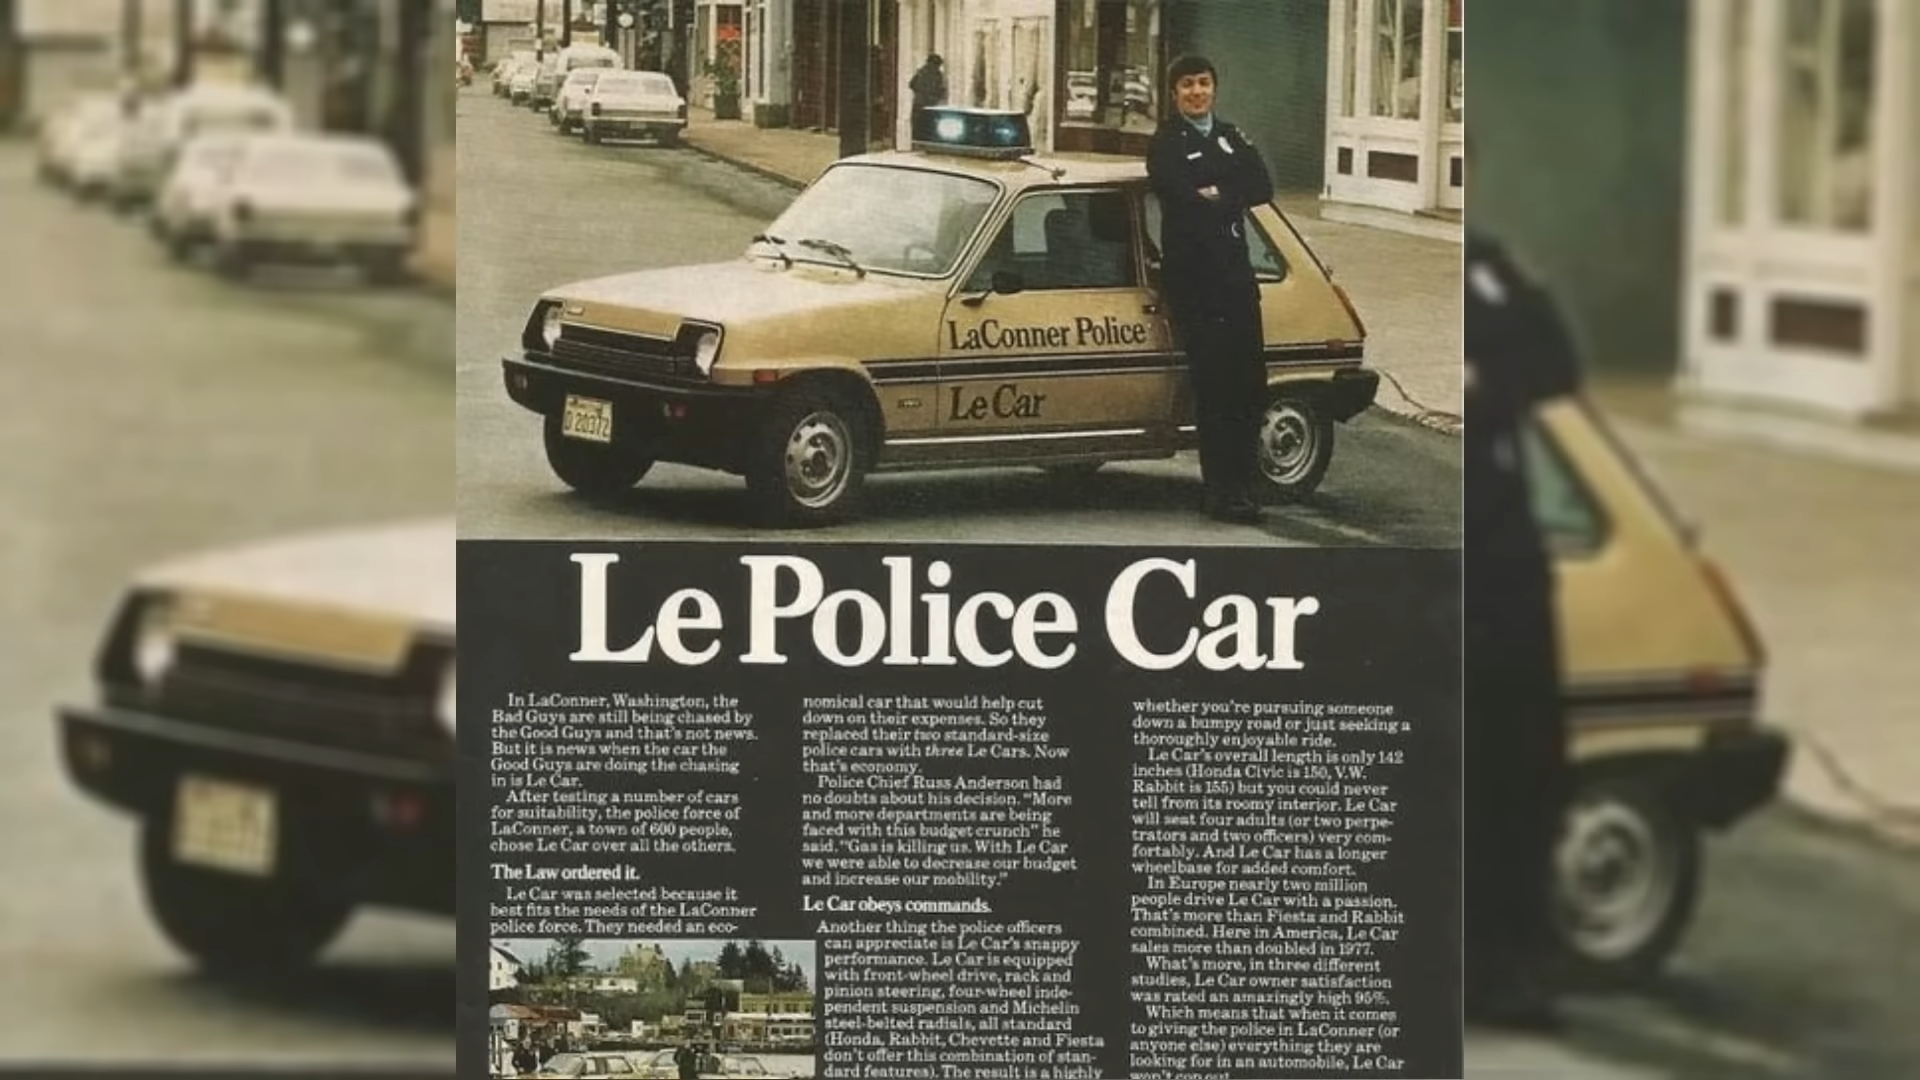 LaConner Police
Le Car
D 20372
Le Police Car
In LaConner, Washington, the
Bad Guys are still being chased by
the Good Guys and that's not news.
But it is news when the car the
Good Guys are doing the chasing
in is Le Car.
After testing a number of cars
for suitability, the police force of
LaConner, a town of 600 people,
chose Le Car over all the others.
The Law ordered it.
Le Car was selected because it
best fits the needs of the LaConner
police force. They needed an eco-
nomical car that would help cut
down on their expenses. So they
replaced their two standard-size
police cars with three Le Cars. Now
that's economy.
Police Chief Russ Anderson had
no doubts about his decision. "More
and more departments are being
faced with this budget crunch" he
said. "Gas is killing us. With Le Car
we were able to decrease our budget
and increase our mobility."
Le Car obeys commands.
Another thing the police officers
can appreciate is Le Car's snappy
performance. Le Car is equipped
with front-wheel drive, rack and
pinion steering, four-wheel inde-
pendent suspension and Michelin
steel-belted radials, all standard
(Honda, Rabbit, Chevette and Fiesta
don't offer this combination of stan-
dard features). The result is a highly
whether you're pursuing someone
down a bumpy road or just seeking a
thoroughly enjoyable ride.
Le Car's overall length is only 142
inches (Honda Civic is 150, V.W.
Rabbit is 155) but you could never
tell from its roomy interior. Le Car
will seat four adults (or two perpe-
trators and two officers) very com-
fortably. And Le Car has a longer
wheelbase for added comfort.
In Europe nearly two million
people drive Le Car with a passion.
That's more than Fiesta and Rabbit
combined. Here in America, Le Car
sales more than doubled in 1977.
What's more, in three different
studies, Le Car owner satisfaction
was rated an amazingly high 95%.
Which means that when it comes
to giving the police in LaConner (or
anyone else) everything they are
looking for in an automobile, Le Car
won't cop out.